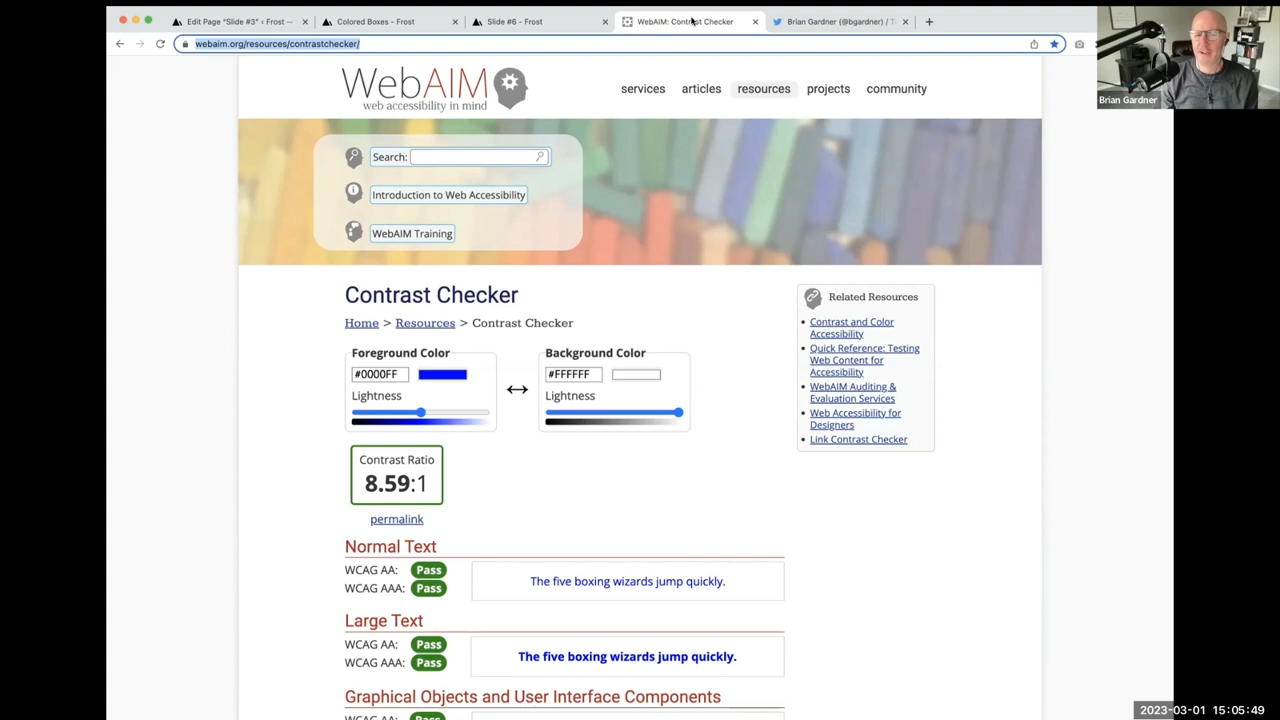 Edit Page “Slide #3” ‹ Frost —
Colored Boxes - Frost
Slide #6 - Frost
WebAIM: Contrast Checker
Brian Gardner (@bgardner) / T
webaim.org/resources/contrastchecker/
Brian Gardner
WebAIM
web accessibility in mind
services articles resources projects community
Search:
Introduction to Web Accessibility
WebAIM Training
Contrast Checker
Home > Resources > Contrast Checker
Foreground Color
#0000FF
Lightness
Background Color
#FFFFFF
Lightness
Contrast Ratio
8.59:1
permalink
Related Resources
Contrast and Color
Accessibility
Quick Reference: Testing
Web Content for
Accessibility
WebAIM Auditing &
Evaluation Services
Web Accessibility for
Designers
Link Contrast Checker
Normal Text
WCAG AA: Pass
WCAG AAA: Pass
The five boxing wizards jump quickly.
Large Text
WCAG AA: Pass
WCAG AAA: Pass
The five boxing wizards jump quickly.
Graphical Objects and User Interface Components
WCAG AA: Pass
2023-03-01 15:05:49